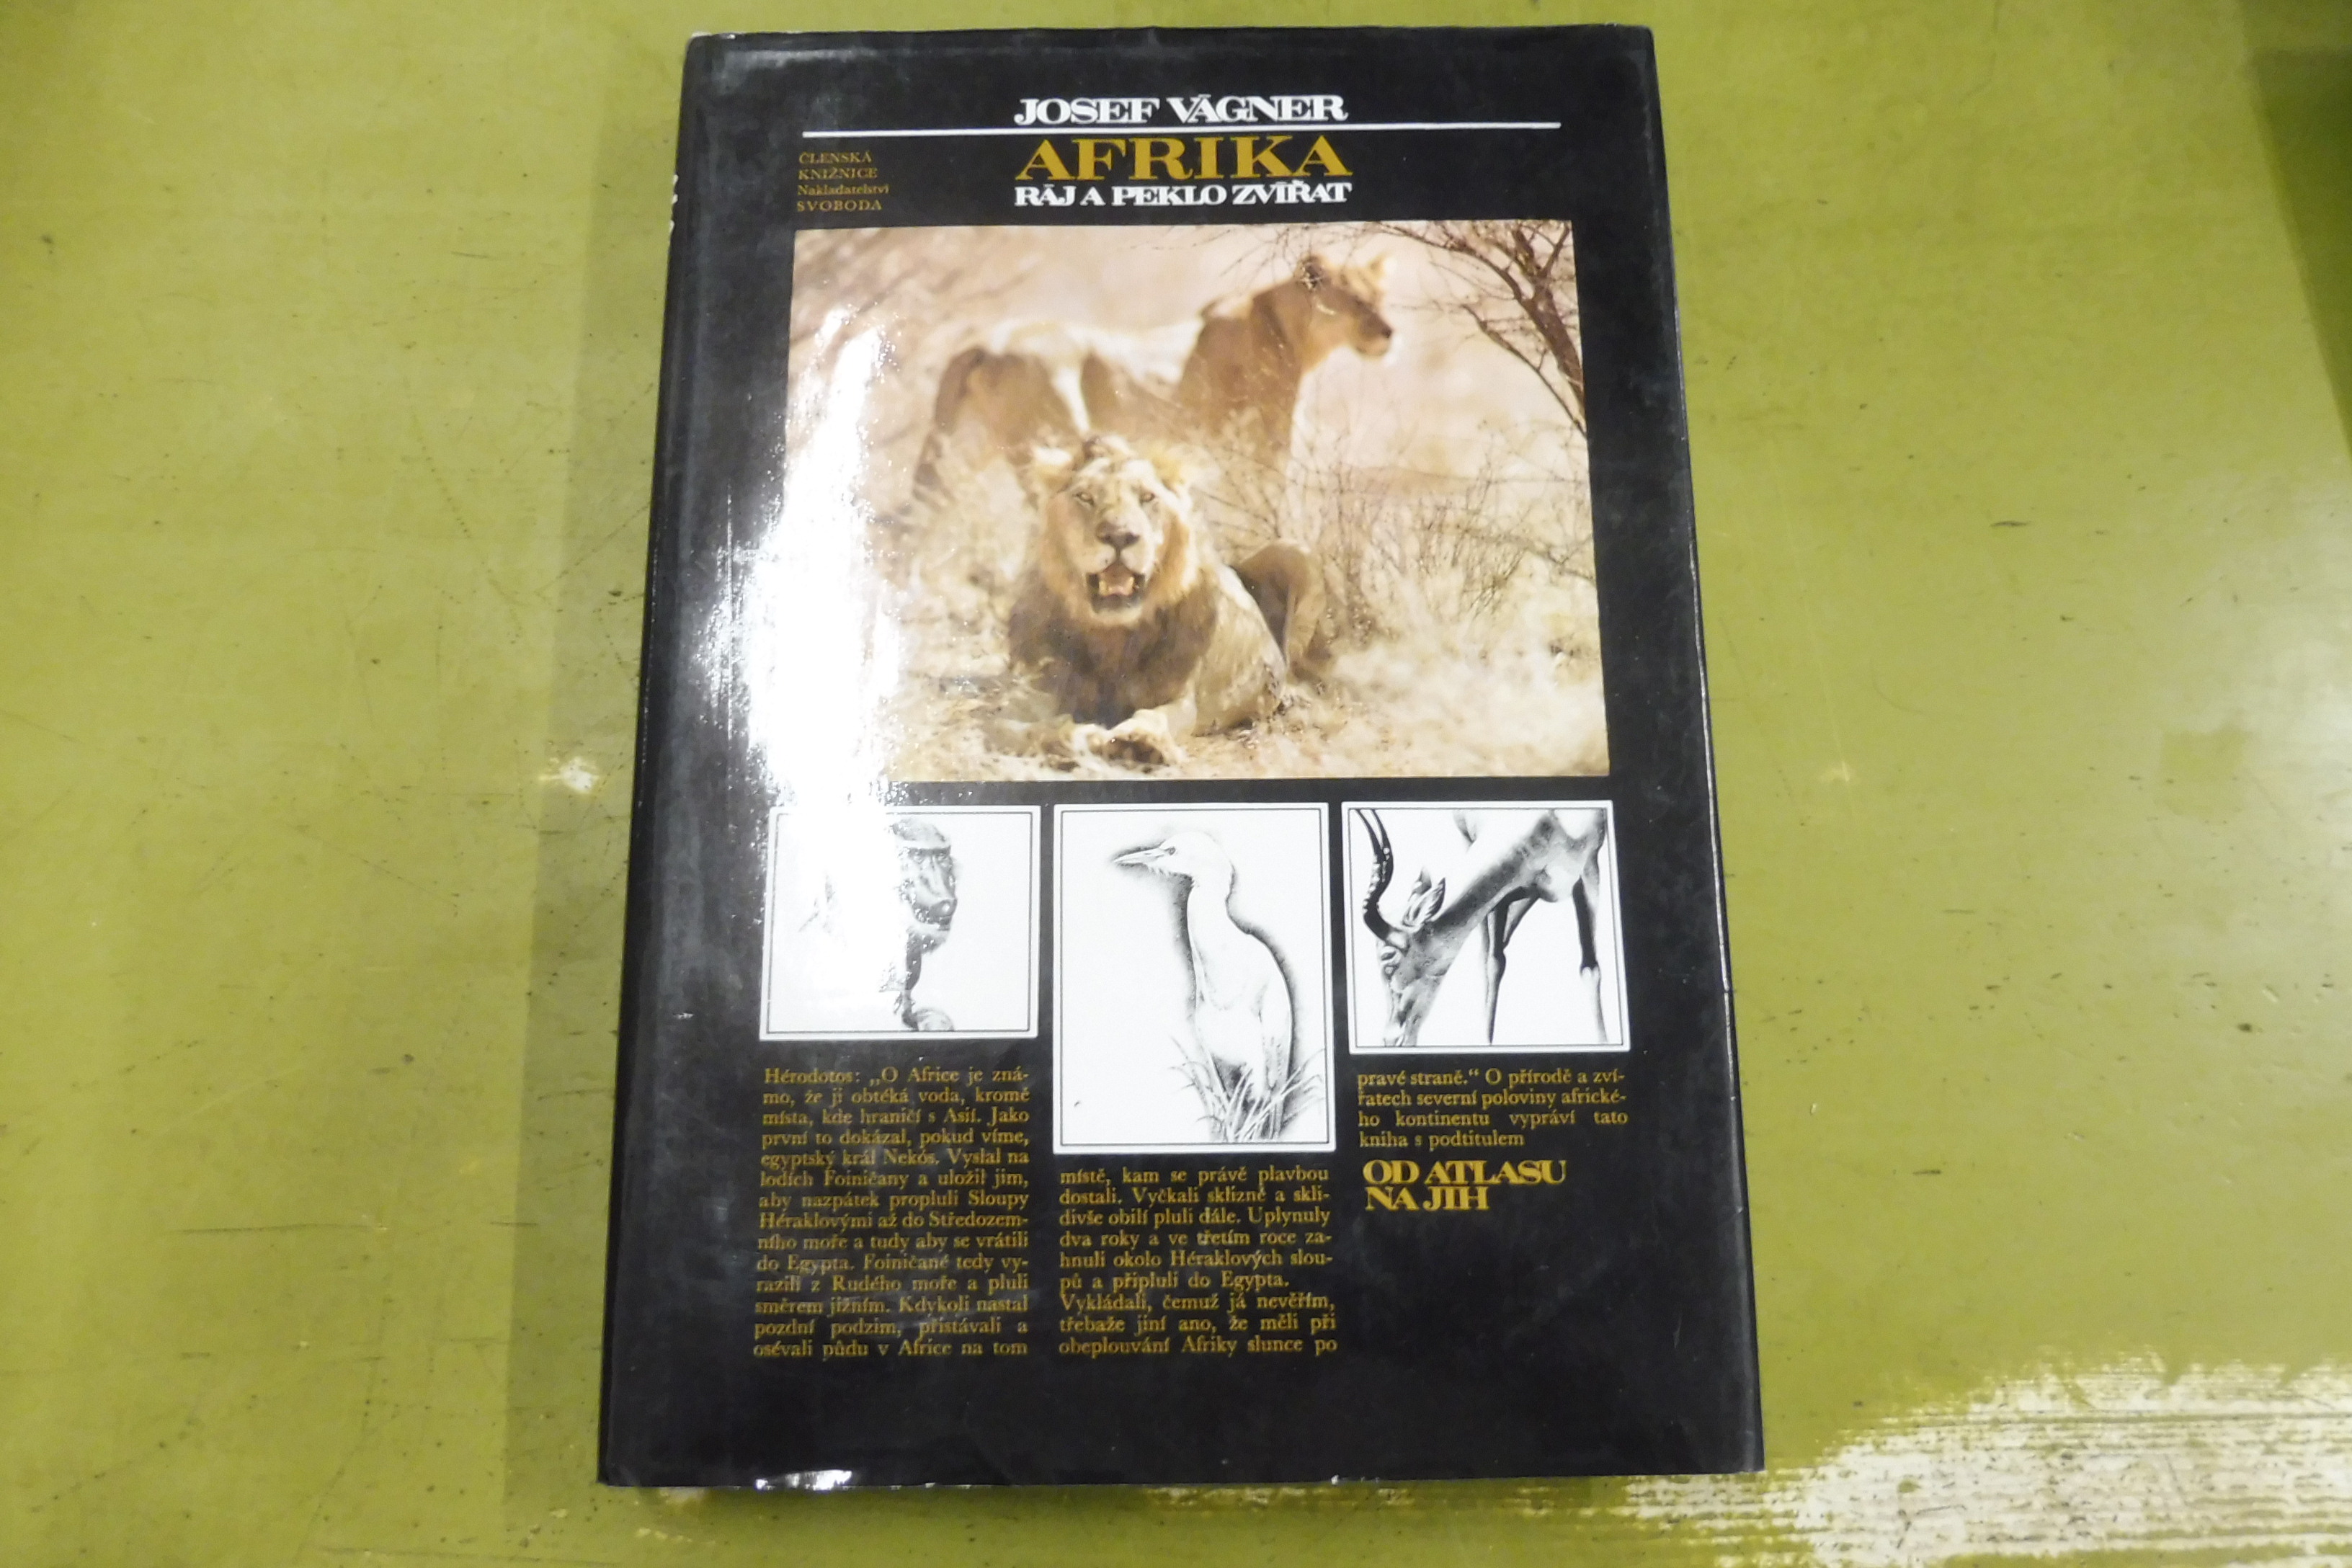 JOSEF VÁGNER
AFRIKA
RÁJ A PEKLO ZVÍŘAT
ČLENSKÁ
KNIŽNICE
Nakladatelství
SVOBODA
Hérodotos: „O Africe je zná-
mo, že ji obtéká voda, kromě
místa, kde hraničí s Asií. Jako
první to dokázal, pokud víme,
egyptský král Nekós. Vyslal na
lodích Foiničany a uložil jim,
aby nazpátek propluli Sloupy
Héraklovými až do Středozem-
ního moře a tudy aby se vrátili
do Egypta. Foiničané tedy vy-
razili z Rudého moře a pluli
směrem jižním. Kdykoli nastal
pozdní podzim, přistávali a
osévali půdu v Africe na tom
místě, kam se právě plavbou
dostali. Vyčkali sklizně a skli-
divše obilí pluli dále. Uplynuly
dva roky a ve třetím roce za-
hnuli okolo Héraklových slou-
pů a připluli do Egypta.
Vykládali, čemuž já nevěřím,
třebaže jiní ano, že měli při
obeplouvání Afriky slunce po
pravé straně.“ O přírodě a zví-
řatech severní poloviny africké-
ho kontinentu vypráví tato
kniha s podtitulem
OD ATLASU
NA JIH